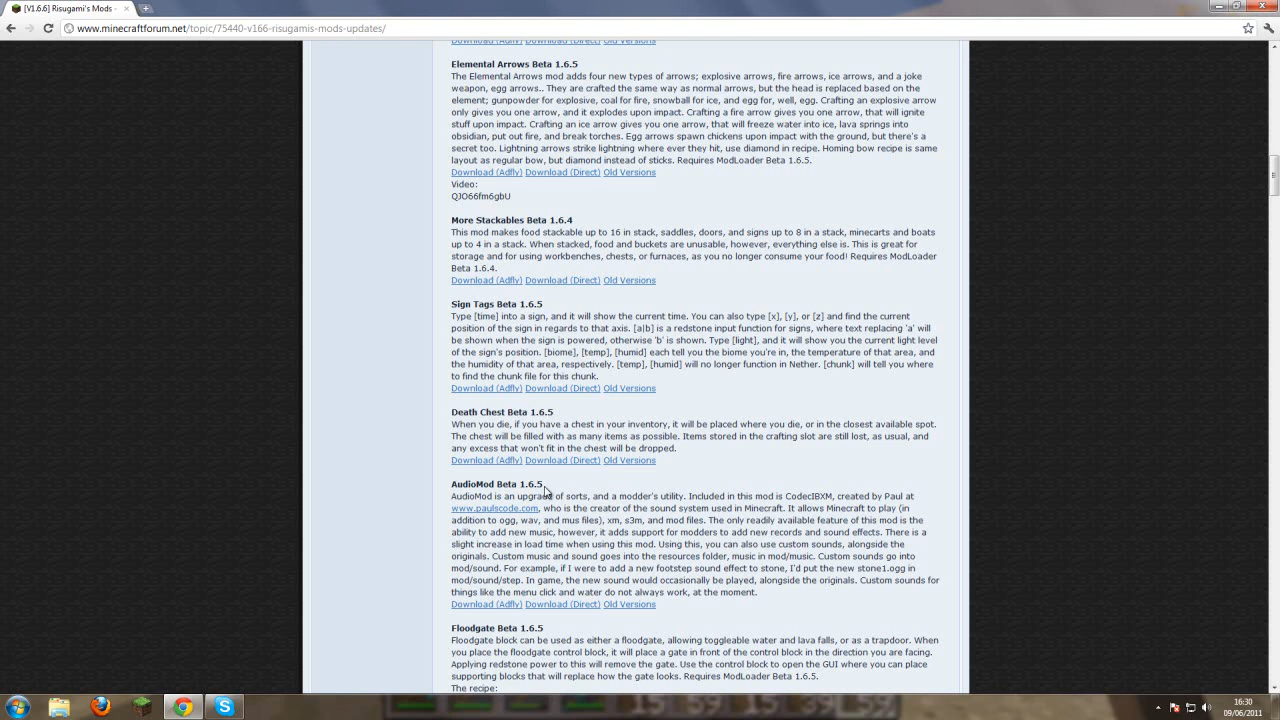 [V1.6.6] Risugami's Mods -
www.minecraftforum.net/topic/75440-v166-risugamis-mods-updates/
Download (Adfly) Download (Direct) Old Versions
Elemental Arrows Beta 1.6.5
The Elemental Arrows mod adds four new types of arrows; explosive arrows, fire arrows, ice arrows, and a joke
weapon, egg arrows.. They are crafted the same way as normal arrows, but the head is replaced based on the
element; gunpowder for explosive, coal for fire, snowball for ice, and egg for, well, egg. Crafting an explosive arrow
only gives you one arrow, and it explodes upon impact. Crafting a fire arrow gives you one arrow, that will ignite
stuff upon impact. Crafting an ice arrow gives you one arrow, that will freeze water into ice, lava springs into
obsidian, put out fire, and break torches. Egg arrows spawn chickens upon impact with the ground, but there's a
secret too. Lightning arrows strike lightning where ever they hit, use diamond in recipe. Homing bow recipe is same
layout as regular bow, but diamond instead of sticks. Requires ModLoader Beta 1.6.5.
Download (Adfly) Download (Direct) Old Versions
Video:
QJO66fm6gbU
More Stackables Beta 1.6.4
This mod makes food stackable up to 16 in stack, saddles, doors, and signs up to 8 in a stack, minecarts and boats
up to 4 in a stack. When stacked, food and buckets are unusable, however, everything else is. This is great for
storage and for using workbenches, chests, or furnaces, as you no longer consume your food! Requires ModLoader
Beta 1.6.4.
Download (Adfly) Download (Direct) Old Versions
Sign Tags Beta 1.6.5
Type [time] into a sign, and it will show the current time. You can also type [x], [y], or [z] and find the current
position of the sign in regards to that axis. [a|b] is a redstone input function for signs, where text replacing 'a' will
be shown when the sign is powered, otherwise 'b' is shown. Type [light], and it will show you the current light level
of the sign's position. [biome], [temp], [humid] each tell you the biome you're in, the temperature of that area, and
the humidity of that area, respectively. [temp], [humid] will no longer function in Nether. [chunk] will tell you where
to find the chunk file for this chunk.
Download (Adfly) Download (Direct) Old Versions
Death Chest Beta 1.6.5
When you die, if you have a chest in your inventory, it will be placed where you die, or in the closest available spot.
The chest will be filled with as many items as possible. Items stored in the crafting slot are still lost, as usual, and
any excess that won't fit in the chest will be dropped.
Download (Adfly) Download (Direct) Old Versions
AudioMod Beta 1.6.5
AudioMod is an upgrade of sorts, and a modder's utility. Included in this mod is CodecIBXM, created by Paul at
www.paulscode.com, who is the creator of the sound system used in Minecraft. It allows Minecraft to play (in
addition to ogg, wav, and mus files), xm, s3m, and mod files. The only readily available feature of this mod is the
ability to add new music, however, it adds support for modders to add new records and sound effects. There is a
slight increase in load time when using this mod. Using this, you can also use custom sounds, alongside the
originals. Custom music and sound goes into the resources folder, music in mod/music. Custom sounds go into
mod/sound. For example, if I were to add a new footstep sound effect to stone, I'd put the new stone1.ogg in
mod/sound/step. In game, the new sound would occasionally be played, alongside the originals. Custom sounds for
things like the menu click and water do not always work, at the moment.
Download (Adfly) Download (Direct) Old Versions
Floodgate Beta 1.6.5
Floodgate block can be used as either a floodgate, allowing toggleable water and lava falls, or as a trapdoor. When
you place the floodgate control block, it will place a gate in front of the control block in the direction you are facing.
Applying redstone power to this will remove the gate. Use the control block to open the GUI where you can place
supporting blocks that will replace how the gate looks. Requires ModLoader Beta 1.6.5.
The recipe:
16:30
09/06/2011